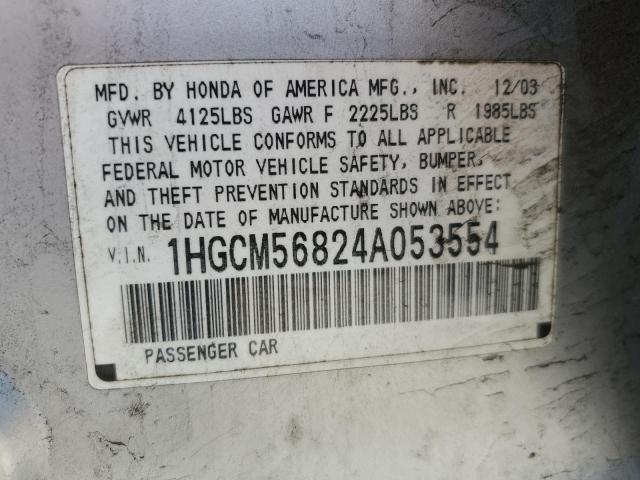 MFD. BY HONDA OF AMERICA MFG., INC. 12/03
GVWR 4125LBS GAWR F 2225LBS R 1985LBS
THIS VEHICLE CONFORMS TO ALL APPLICABLE
FEDERAL MOTOR VEHICLE SAFETY, BUMPER,
AND THEFT PREVENTION STANDARDS IN EFFECT
ON THE DATE OF MANUFACTURE SHOWN ABOVE:
V.I.N. 1HGCM56824A053554
PASSENGER CAR